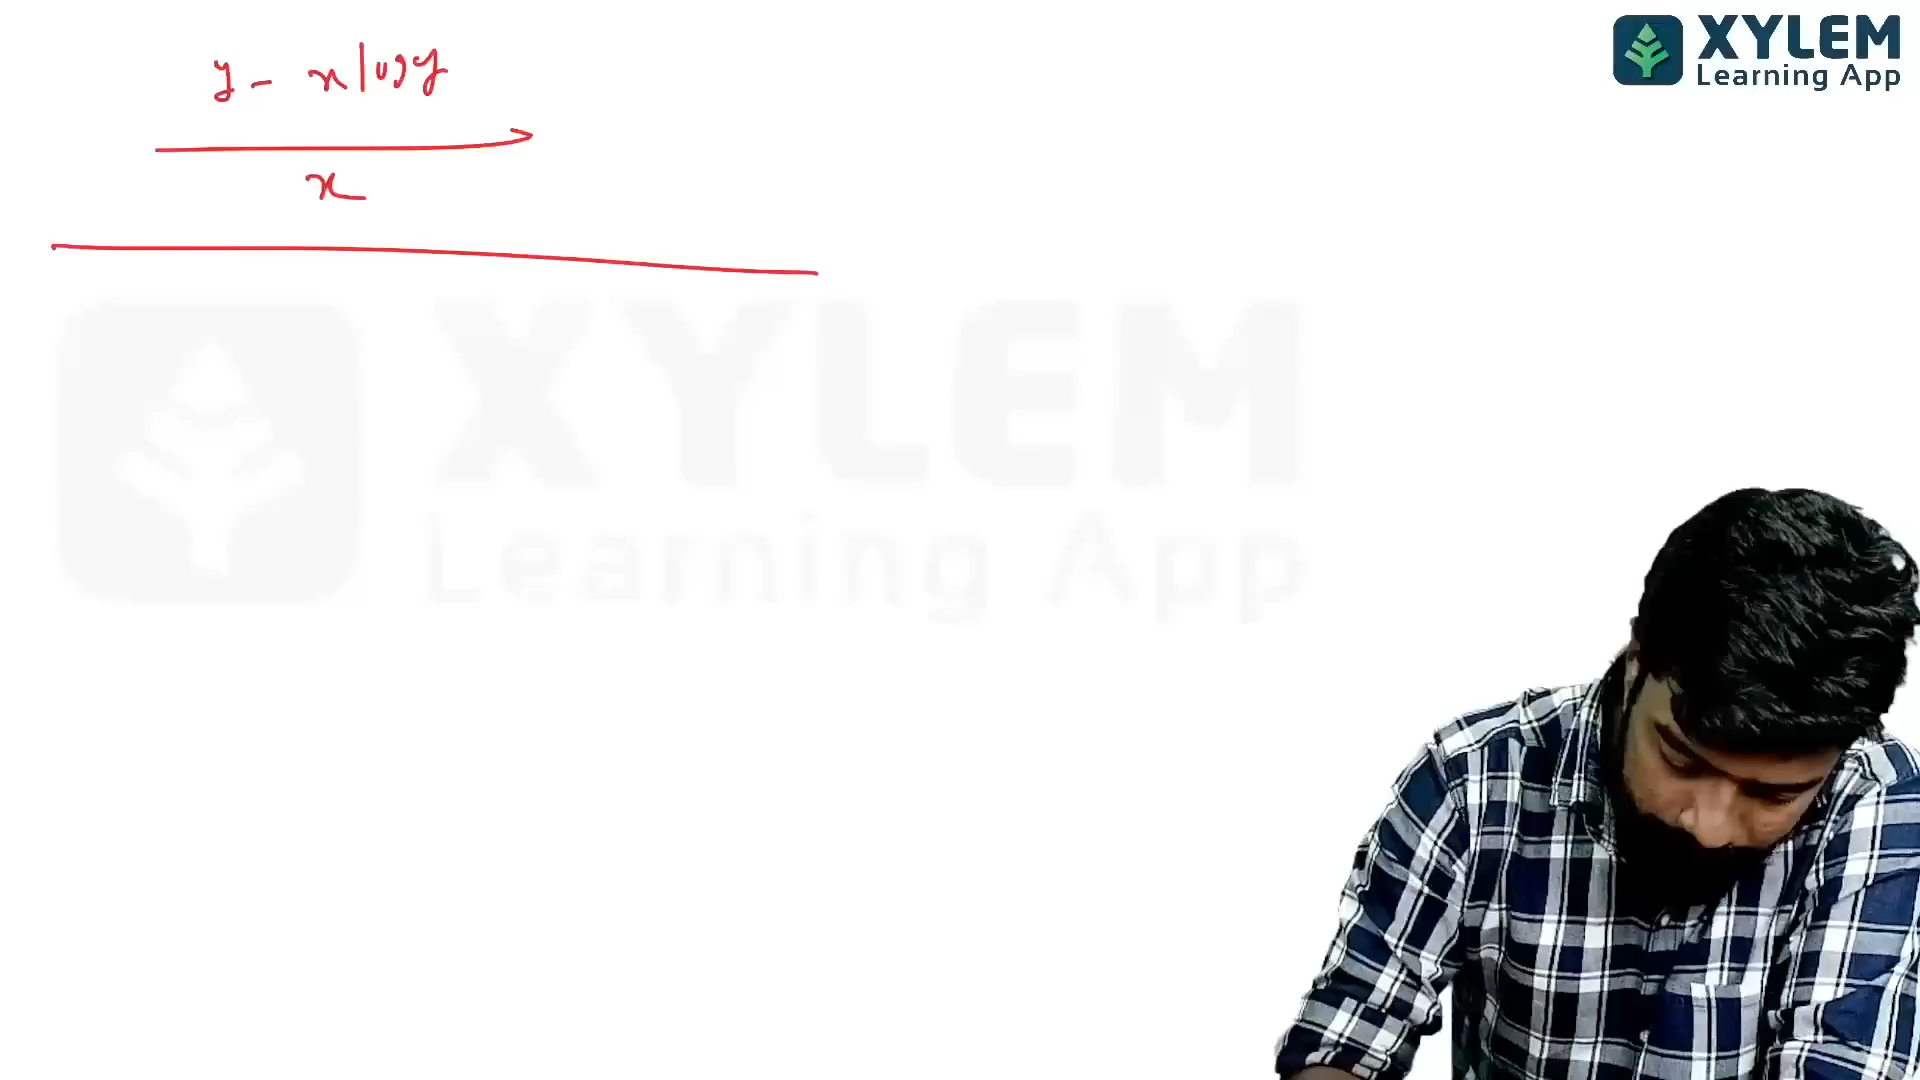 y - x log y
x
XYLEM
Learning App
XYLEM
Learning App